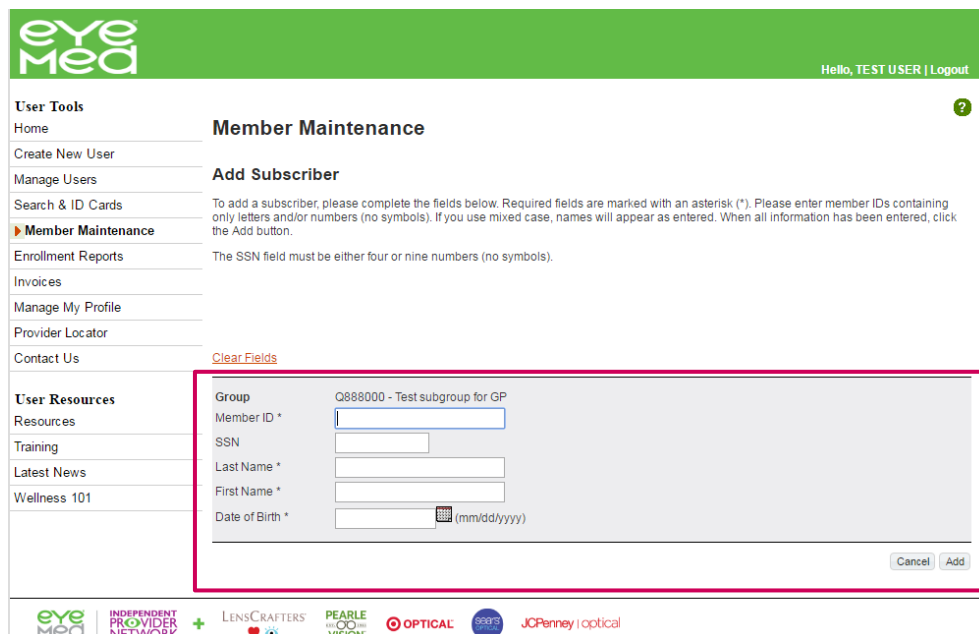 eye
Med
Hello, TEST USER | Logout
User Tools
Home
Create New User
Manage Users
Search & ID Cards
Member Maintenance
Enrollment Reports
Invoices
Manage My Profile
Provider Locator
Contact Us
User Resources
Resources
Training
Latest News
Wellness 101
?
Member Maintenance
Add Subscriber
To add a subscriber, please complete the fields below. Required fields are marked with an asterisk (*). Please enter member IDs containing
only letters and/or numbers (no symbols). If you use mixed case, names will appear as entered. When all information has been entered, click
the Add button.
The SSN field must be either four or nine numbers (no symbols).
Clear Fields
Group Q888000 - Test subgroup for GP
Member ID *
SSN
Last Name *
First Name *
Date of Birth * (mm/dd/yyyy)
Cancel Add
eye
Med
INDEPENDENT
PROVIDER
NETWORK
+
LENSCRAFTERS
PEARLE
VISION
OPTICAL
sears
OPTICAL
JCPenney | optical